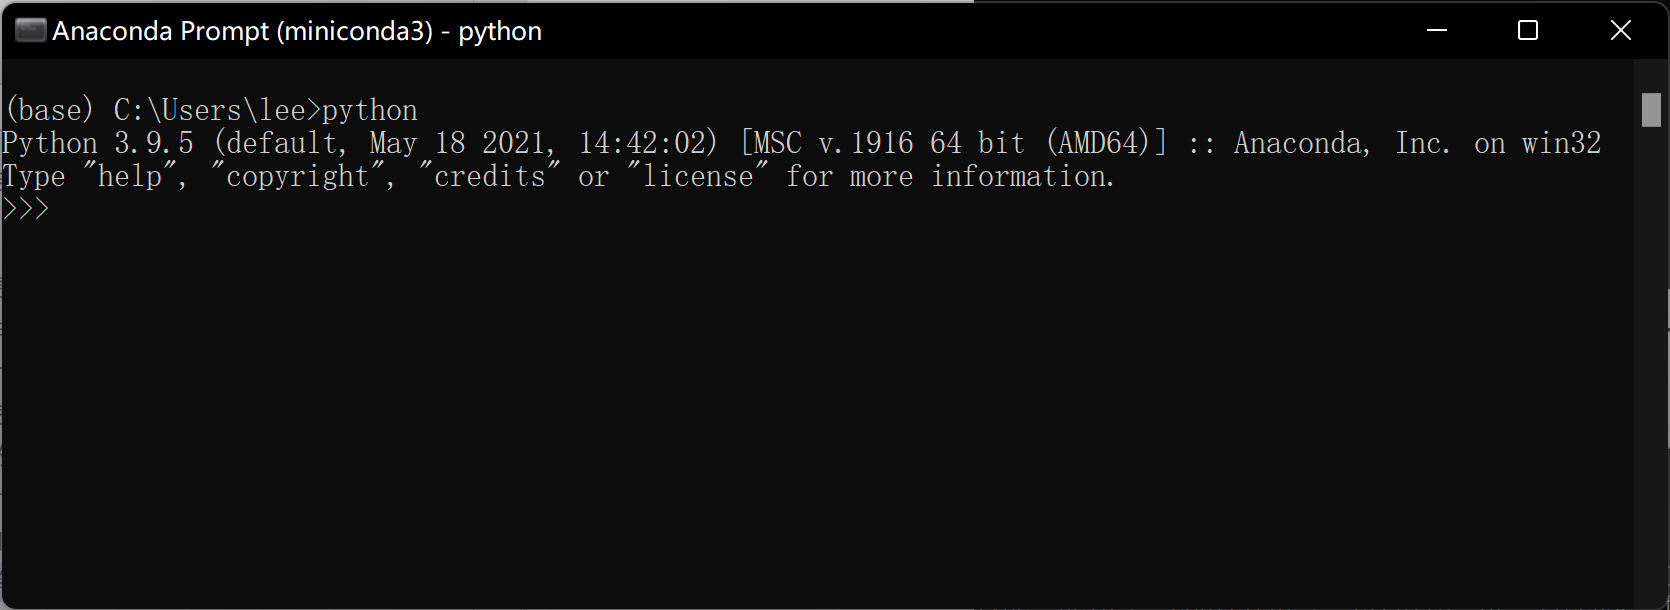 Anaconda Prompt (miniconda3) - python
(base) C:\Users\lee>python
Python 3.9.5 (default, May 18 2021, 14:42:02) [MSC v.1916 64 bit (AMD64)] :: Anaconda, Inc. on win32
Type "help", "copyright", "credits" or "license" for more information.
>>>